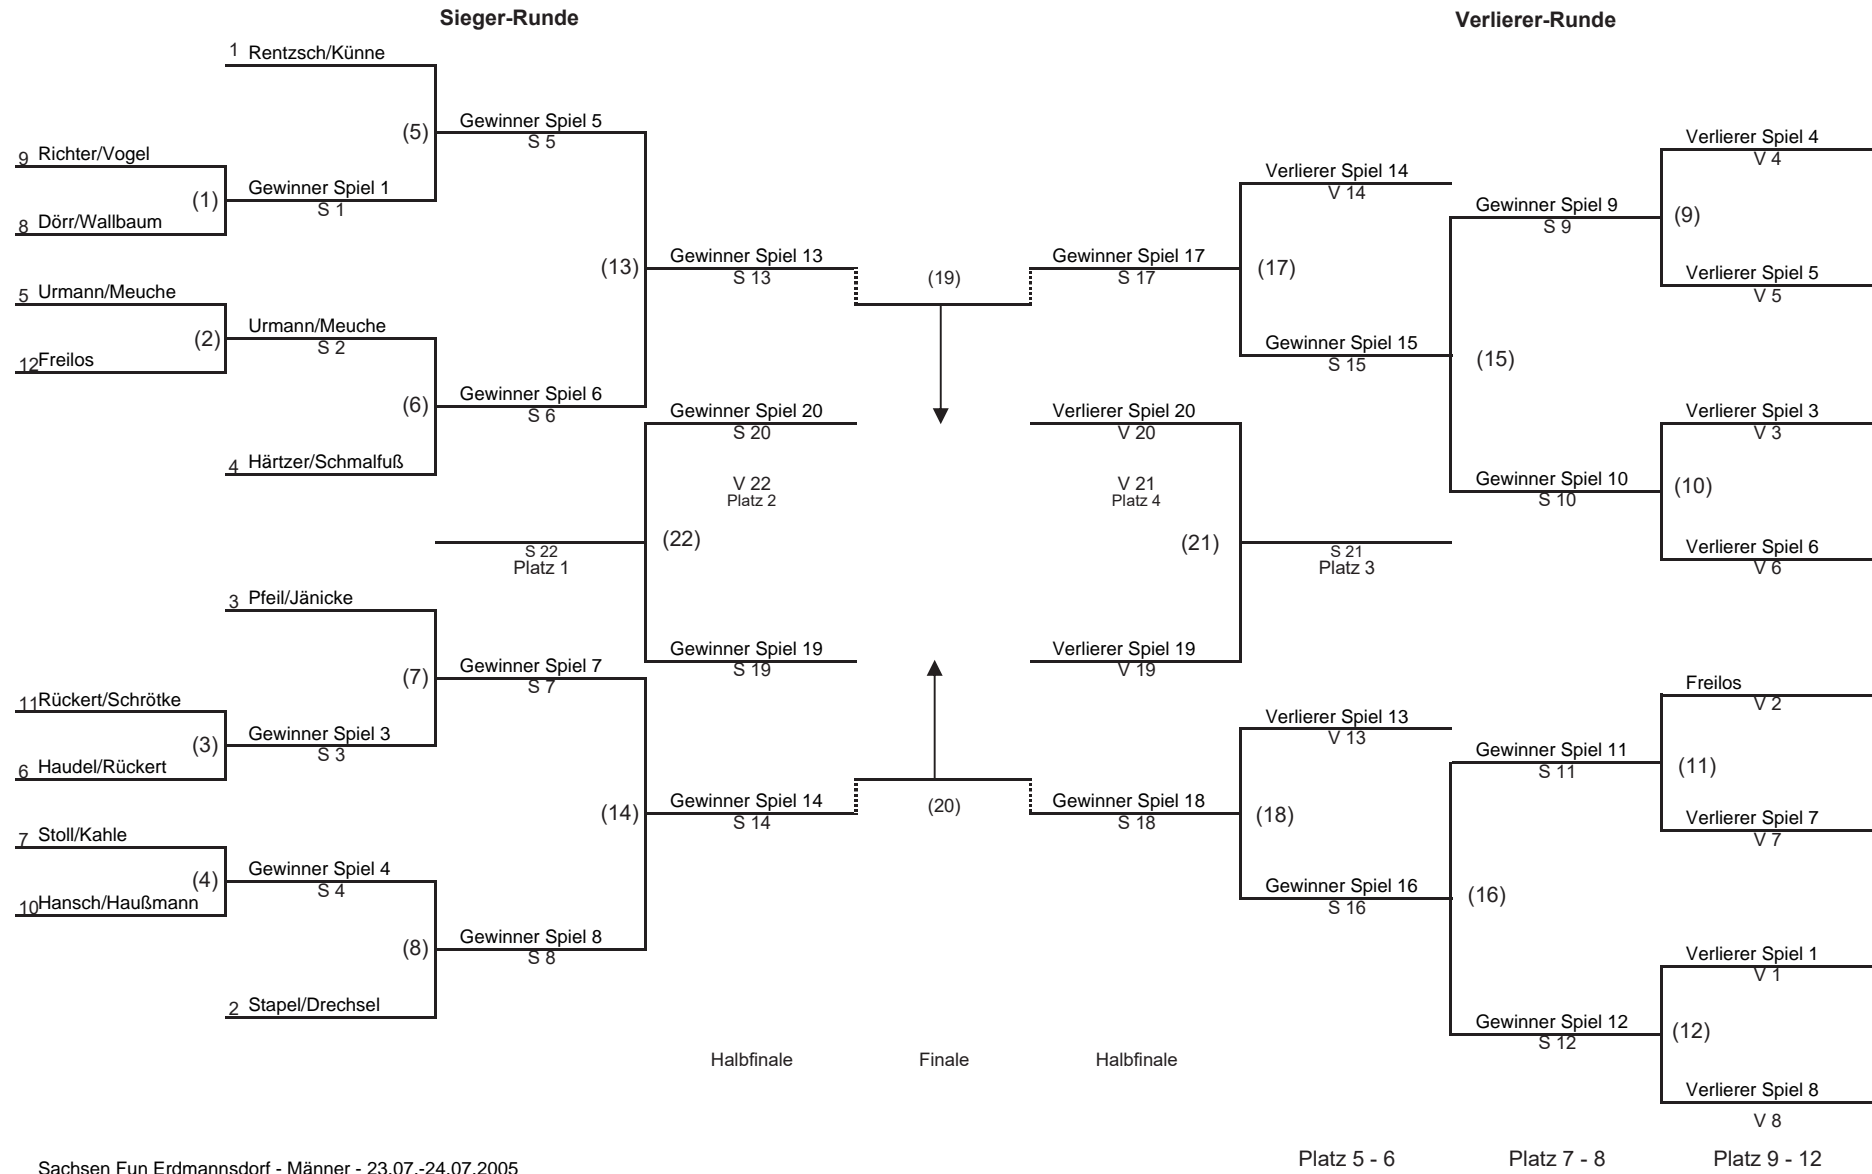 Sieger-Runde
Verlierer-Runde
1 Rentzsch/Künne
(5)
Gewinner Spiel 5
S 5
9 Richter/Vogel
(1)
Gewinner Spiel 1
S 1
8 Dörr/Wallbaum
5 Urmann/Meuche
(2)
Urmann/Meuche
S 2
12 Freilos
(6)
Gewinner Spiel 6
S 6
4 Härtzer/Schmalfuß
(13)
Gewinner Spiel 13
S 13
(19)
Gewinner Spiel 17
S 17
(17)
Verlierer Spiel 14
V 14
Gewinner Spiel 15
S 15
(15)
Gewinner Spiel 9
S 9
(9)
Verlierer Spiel 4
V 4
Verlierer Spiel 5
V 5
Gewinner Spiel 10
S 10
(10)
Verlierer Spiel 3
V 3
Verlierer Spiel 6
V 6
Gewinner Spiel 20
S 20
V 22
Platz 2
(22)
S 22
Platz 1
Gewinner Spiel 19
S 19
Verlierer Spiel 20
V 20
V 21
Platz 4
(21)
S 21
Platz 3
Verlierer Spiel 19
V 19
3 Pfeil/Jänicke
(7)
Gewinner Spiel 7
S 7
11 Rückert/Schrötke
(3)
Gewinner Spiel 3
S 3
6 Haudel/Rückert
7 Stoll/Kahle
(4)
Gewinner Spiel 4
S 4
10 Hansch/Haußmann
(8)
Gewinner Spiel 8
S 8
2 Stapel/Drechsel
(14)
Gewinner Spiel 14
S 14
(20)
Gewinner Spiel 18
S 18
(18)
Verlierer Spiel 13
V 13
Gewinner Spiel 16
S 16
(16)
Gewinner Spiel 11
S 11
(11)
Freilos
V 2
Verlierer Spiel 7
V 7
Gewinner Spiel 12
S 12
(12)
Verlierer Spiel 1
V 1
Verlierer Spiel 8
V 8
Halbfinale
Finale
Halbfinale
Platz 5 - 6
Platz 7 - 8
Platz 9 - 12
Sachsen Fun Erdmannsdorf - Männer - 23.07.-24.07.2005